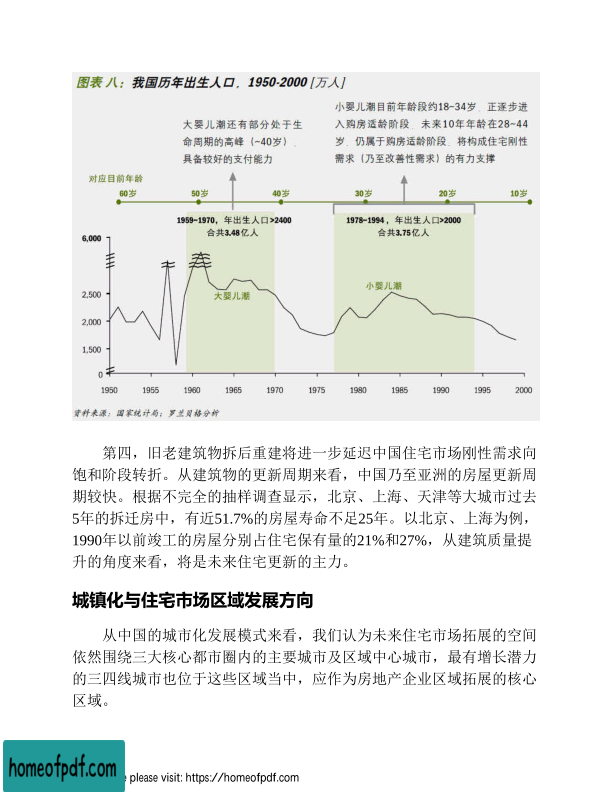 图表 八：我国历年出生人口，1950-2000 [万人]
大婴儿潮还有部分处于生
命周期的高峰（~40岁），
具备较好的支付能力
小婴儿潮目前年龄段约18~34岁，正逐步进
入购房适龄阶段，未来10年年龄在28~44
岁，仍属于购房适龄阶段，将构成住宅刚性
需求（乃至改善性需求）的有力支撑
对应目前年龄
60岁 50岁 40岁 30岁 20岁 10岁
1959~1970，年出生人口>2400
合共3.48亿人
1978~1994，年出生人口>2000
合共3.75亿人
6,000
2,500
2,000
1,500
0
大婴儿潮
小婴儿潮
1950 1955 1960 1965 1970 1975 1980 1985 1990 1995 2000
资料来源：国家统计局；罗兰贝格分析
第四，旧老建筑物拆后重建将进一步延迟中国住宅市场刚性需求向
饱和阶段转折。从建筑物的更新周期来看，中国乃至亚洲的房屋更新周
期较快。根据不完全的抽样调查显示，北京、上海、天津等大城市过去
5年的拆迁房中，有近51.7%的房屋寿命不足25年。以北京、上海为例，
1990年以前竣工的房屋分别占住宅保有量的21%和27%，从建筑质量提
升的角度来看，将是未来住宅更新的主力。
城镇化与住宅市场区域发展方向
从中国的城市化发展模式来看，我们认为未来住宅市场拓展的空间
依然围绕三大核心都市圈内的主要城市及区域中心城市，最有增长潜力
的三四线城市也位于这些区域当中，应作为房地产企业区域拓展的核心
区域。
homeofpdf.com
please visit: https://homeofpdf.com